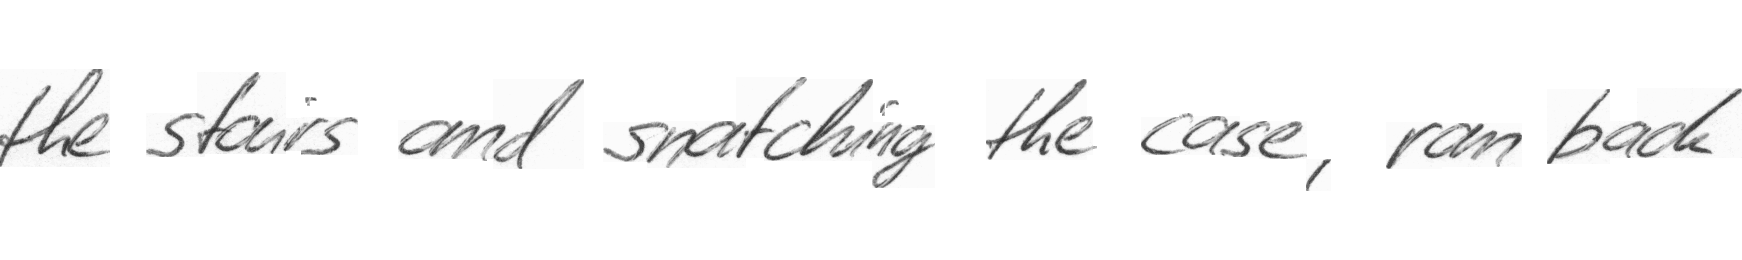 the stairs and snatching the case, ran back